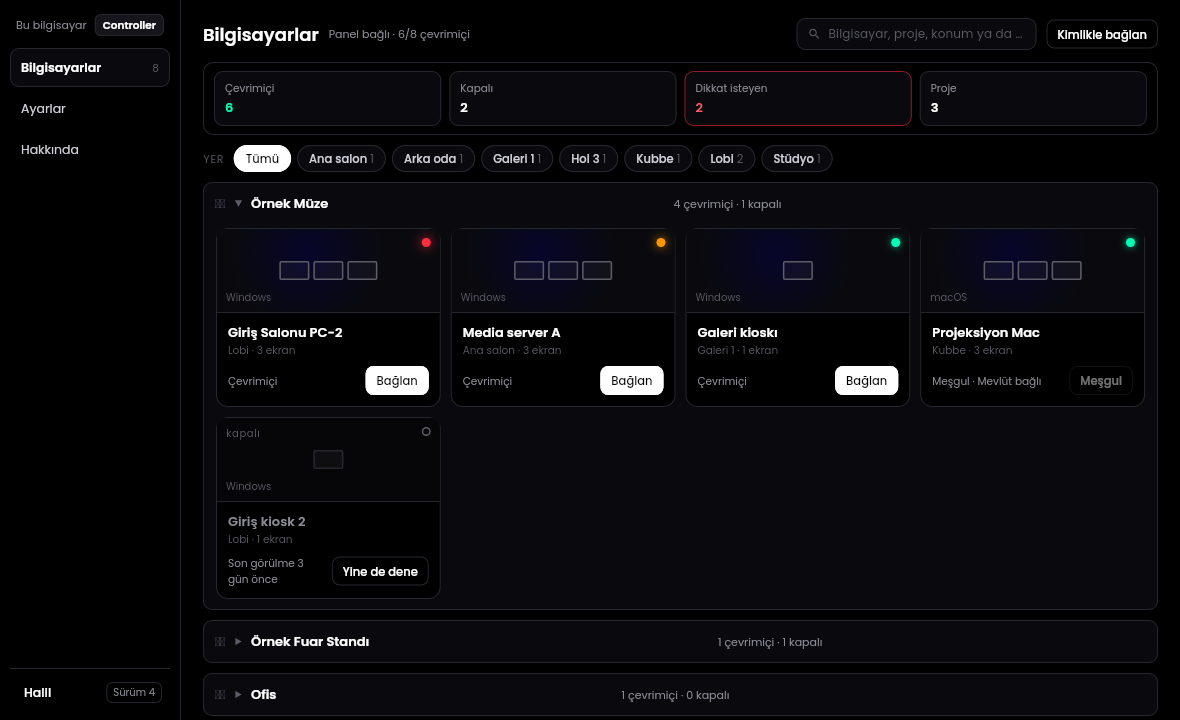 Bu bilgisayar Controller
Bilgisayarlar 8
Ayarlar
Hakkında
Halil Sürüm 4
Bilgisayarlar Panel bağlı · 6/8 çevrimiçi
Bilgisayar, proje, konum ya da ...
Kimlikle bağlan
Çevrimiçi
6
Kapalı
2
Dikkat isteyen
2
Proje
3
YER Tümü Ana salon 1 Arka oda 1 Galeri 1 1 Hol 3 1 Kubbe 1 Lobi 2 Stüdyo 1
Örnek Müze 4 çevrimiçi · 1 kapalı
Windows
Giriş Salonu PC-2
Lobi · 3 ekran
Çevrimiçi Bağlan
Windows
Media server A
Ana salon · 3 ekran
Çevrimiçi Bağlan
Windows
Galeri kioskı
Galeri 1 · 1 ekran
Çevrimiçi Bağlan
macOS
Projeksiyon Mac
Kubbe · 3 ekran
Meşgul · Mevlüt bağlı Meşgul
kapalı
Windows
Giriş kiosk 2
Lobi · 1 ekran
Son görülme 3
gün önce
Yine de dene
Örnek Fuar Standı 1 çevrimiçi · 1 kapalı
Ofis 1 çevrimiçi · 0 kapalı